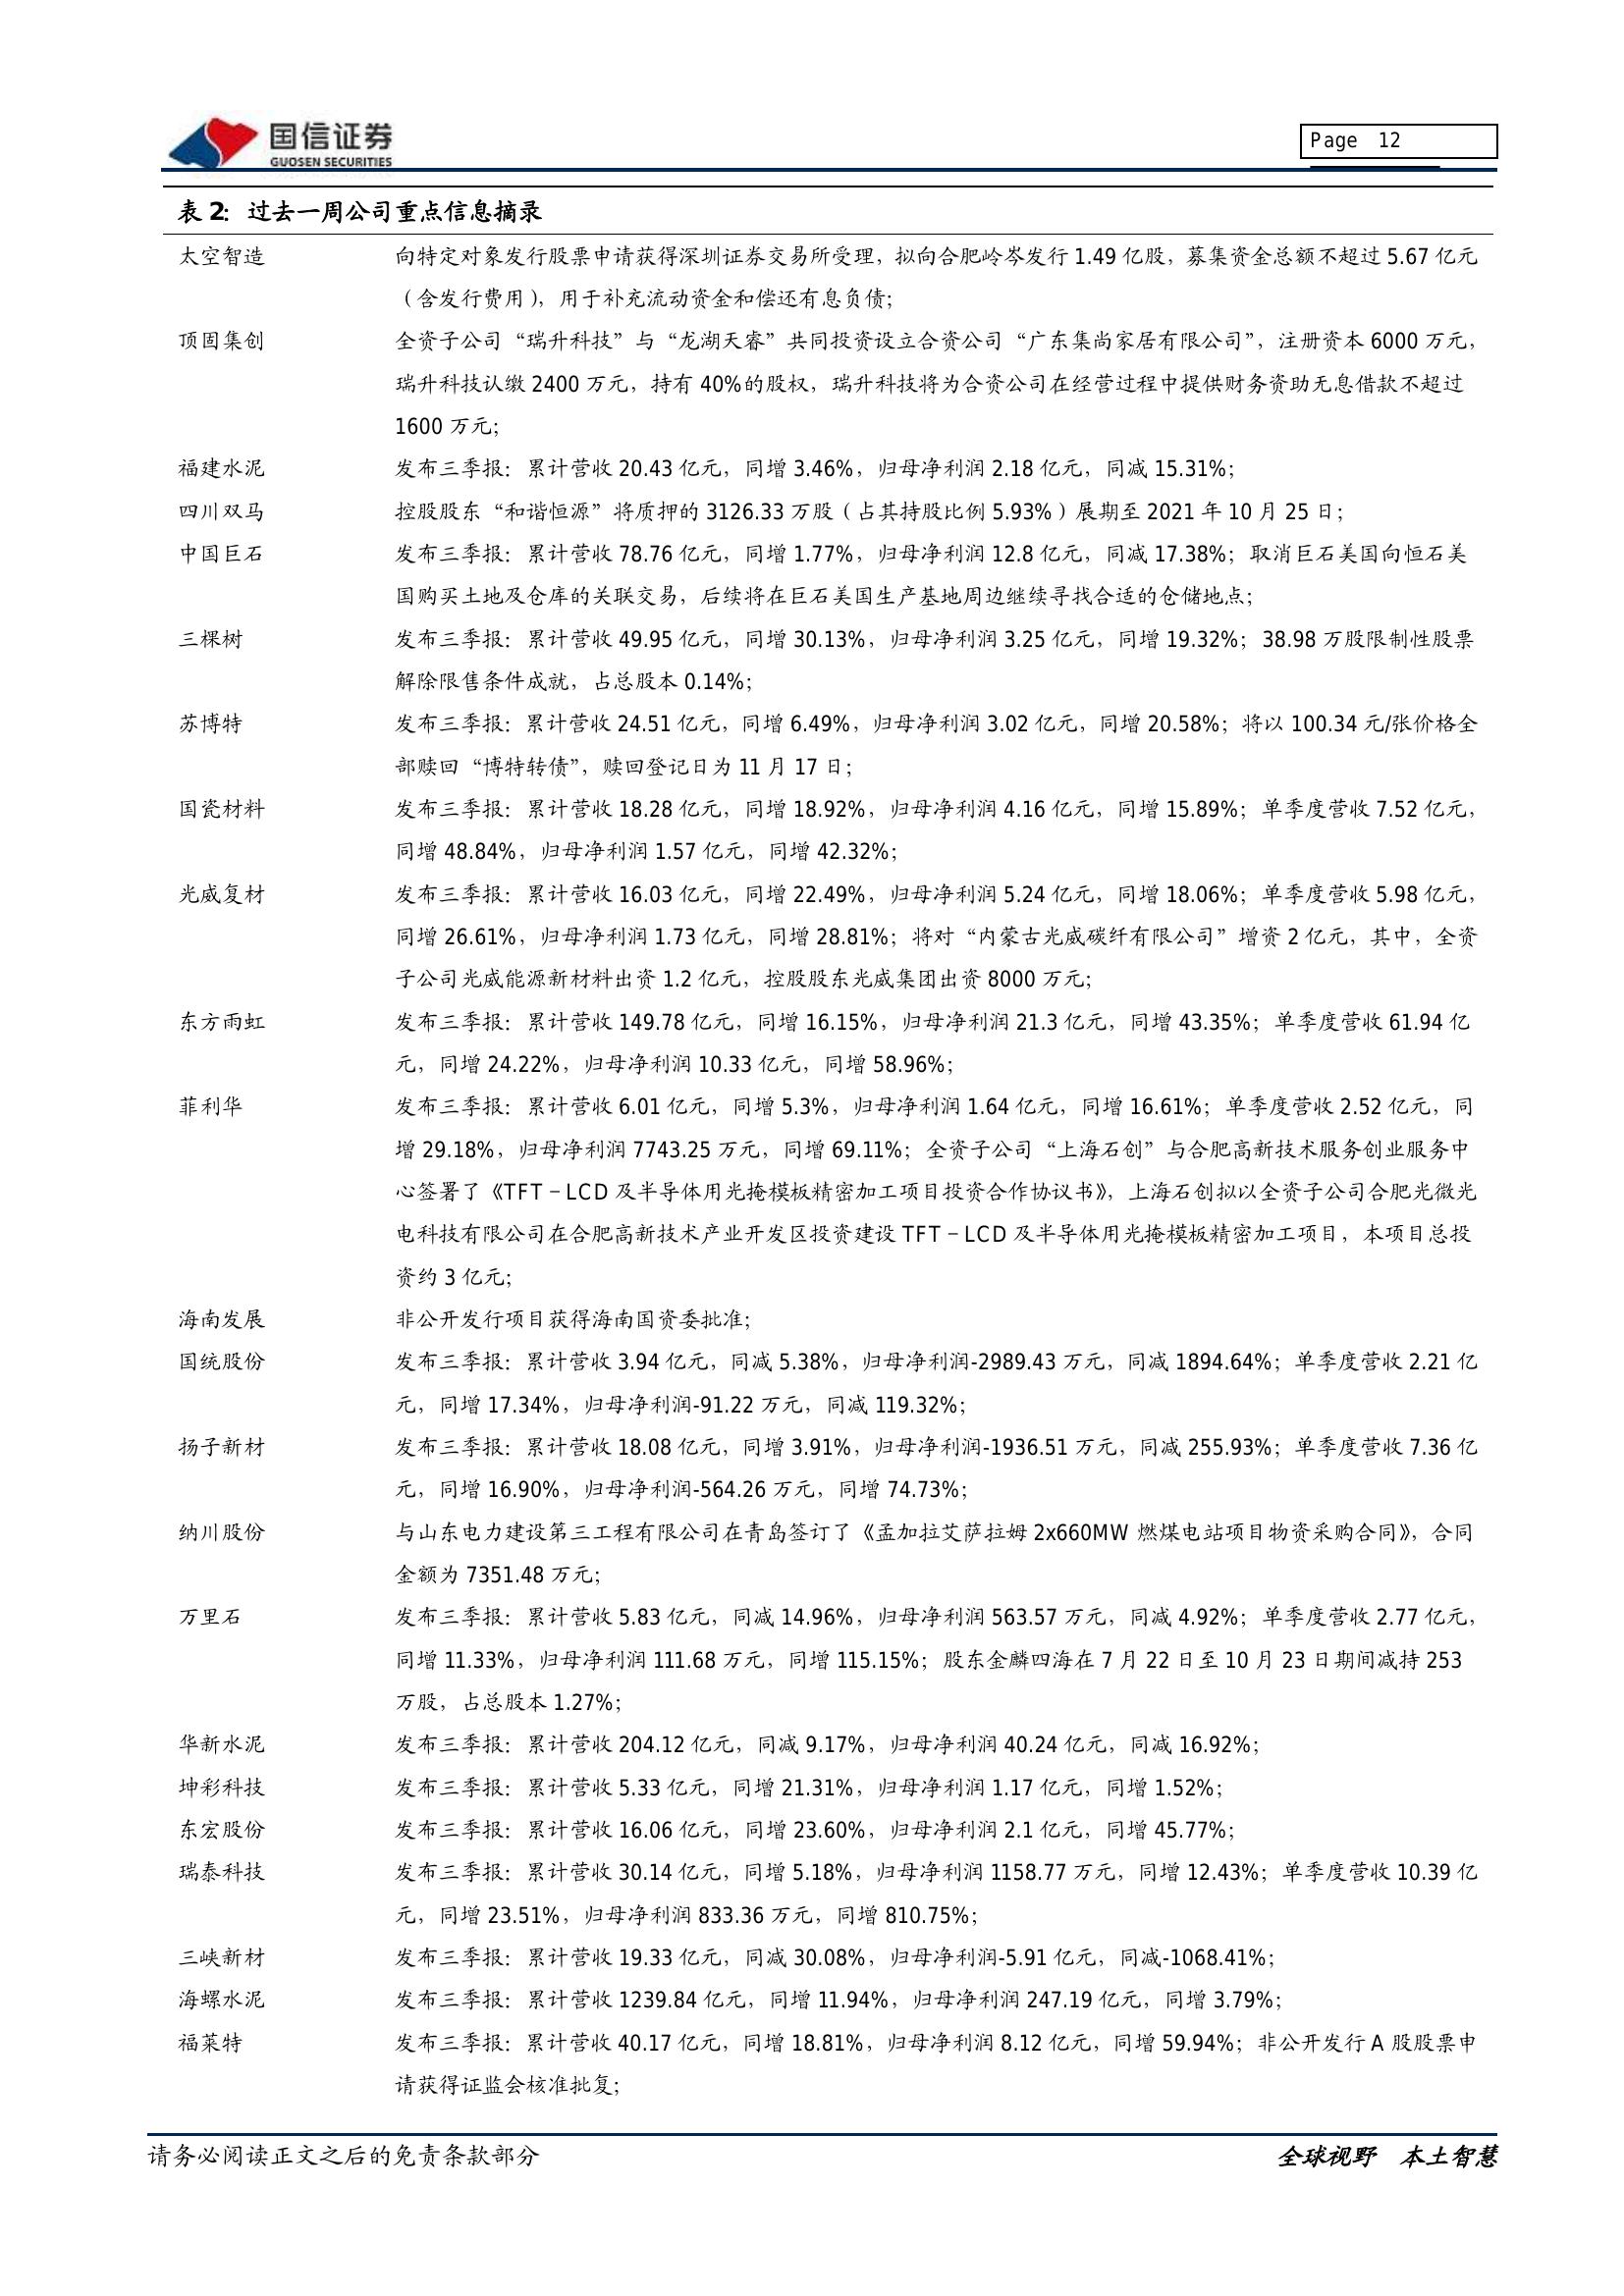 国信证券
GUOSEN SECURITIES
Page 12
表 2：过去一周公司重点信息摘录
太空智造 向特定对象发行股票申请获得深圳证券交易所受理，拟向合肥岭岑发行 1.49 亿股，募集资金总额不超过 5.67 亿元
（含发行费用），用于补充流动资金和偿还有息负债；
顶固集创 全资子公司“瑞升科技”与“龙湖天睿”共同投资设立合资公司“广东集尚家居有限公司”，注册资本 6000 万元，
瑞升科技认缴 2400 万元，持有 40%的股权，瑞升科技将为合资公司在经营过程中提供财务资助无息借款不超过
1600 万元；
福建水泥 发布三季报：累计营收 20.43 亿元，同增 3.46%，归母净利润 2.18 亿元，同减 15.31%；
四川双马 控股股东“和谐恒源”将质押的 3126.33 万股（占其持股比例 5.93%）展期至 2021 年 10 月 25 日；
中国巨石 发布三季报：累计营收 78.76 亿元，同增 1.77%，归母净利润 12.8 亿元，同减 17.38%；取消巨石美国向恒石美
国购买土地及仓库的关联交易，后续将在巨石美国生产基地周边继续寻找合适的仓储地点；
三棵树 发布三季报：累计营收 49.95 亿元，同增 30.13%，归母净利润 3.25 亿元，同增 19.32%；38.98 万股限制性股票
解除限售条件成就，占总股本 0.14%；
苏博特 发布三季报：累计营收 24.51 亿元，同增 6.49%，归母净利润 3.02 亿元，同增 20.58%；将以 100.34 元/张价格全
部赎回“博特转债”，赎回登记日为 11 月 17 日；
国瓷材料 发布三季报：累计营收 18.28 亿元，同增 18.92%，归母净利润 4.16 亿元，同增 15.89%；单季度营收 7.52 亿元，
同增 48.84%，归母净利润 1.57 亿元，同增 42.32%；
光威复材 发布三季报：累计营收 16.03 亿元，同增 22.49%，归母净利润 5.24 亿元，同增 18.06%；单季度营收 5.98 亿元，
同增 26.61%，归母净利润 1.73 亿元，同增 28.81%；将对“内蒙古光威碳纤有限公司”增资 2 亿元，其中，全资
子公司光威能源新材料出资 1.2 亿元，控股股东光威集团出资 8000 万元；
东方雨虹 发布三季报：累计营收 149.78 亿元，同增 16.15%，归母净利润 21.3 亿元，同增 43.35%；单季度营收 61.94 亿
元，同增 24.22%，归母净利润 10.33 亿元，同增 58.96%；
菲利华 发布三季报：累计营收 6.01 亿元，同增 5.3%，归母净利润 1.64 亿元，同增 16.61%；单季度营收 2.52 亿元，同
增 29.18%，归母净利润 7743.25 万元，同增 69.11%；全资子公司“上海石创”与合肥高新技术服务创业服务中
心签署了《TFT－LCD 及半导体用光掩模板精密加工项目投资合作协议书》，上海石创拟以全资子公司合肥光微光
电科技有限公司在合肥高新技术产业开发区投资建设 TFT－LCD 及半导体用光掩模板精密加工项目，本项目总投
资约 3 亿元；
海南发展 非公开发行项目获得海南国资委批准；
国统股份 发布三季报：累计营收 3.94 亿元，同减 5.38%，归母净利润-2989.43 万元，同减 1894.64%；单季度营收 2.21 亿
元，同增 17.34%，归母净利润-91.22 万元，同减 119.32%；
扬子新材 发布三季报：累计营收 18.08 亿元，同增 3.91%，归母净利润-1936.51 万元，同减 255.93%；单季度营收 7.36 亿
元，同增 16.90%，归母净利润-564.26 万元，同增 74.73%；
纳川股份 与山东电力建设第三工程有限公司在青岛签订了《孟加拉艾萨拉姆 2x660MW 燃煤电站项目物资采购合同》，合同
金额为 7351.48 万元；
万里石 发布三季报：累计营收 5.83 亿元，同减 14.96%，归母净利润 563.57 万元，同减 4.92%；单季度营收 2.77 亿元，
同增 11.33%，归母净利润 111.68 万元，同增 115.15%；股东金麟四海在 7 月 22 日至 10 月 23 日期间减持 253
万股，占总股本 1.27%；
华新水泥 发布三季报：累计营收 204.12 亿元，同减 9.17%，归母净利润 40.24 亿元，同减 16.92%；
坤彩科技 发布三季报：累计营收 5.33 亿元，同增 21.31%，归母净利润 1.17 亿元，同增 1.52%；
东宏股份 发布三季报：累计营收 16.06 亿元，同增 23.60%，归母净利润 2.1 亿元，同增 45.77%；
瑞泰科技 发布三季报：累计营收 30.14 亿元，同增 5.18%，归母净利润 1158.77 万元，同增 12.43%；单季度营收 10.39 亿
元，同增 23.51%，归母净利润 833.36 万元，同增 810.75%；
三峡新材 发布三季报：累计营收 19.33 亿元，同减 30.08%，归母净利润-5.91 亿元，同减-1068.41%；
海螺水泥 发布三季报：累计营收 1239.84 亿元，同增 11.94%，归母净利润 247.19 亿元，同增 3.79%；
福莱特 发布三季报：累计营收 40.17 亿元，同增 18.81%，归母净利润 8.12 亿元，同增 59.94%；非公开发行 A 股股票申
请获得证监会核准批复；
请务必阅读正文之后的免责条款部分 全球视野 本土智慧